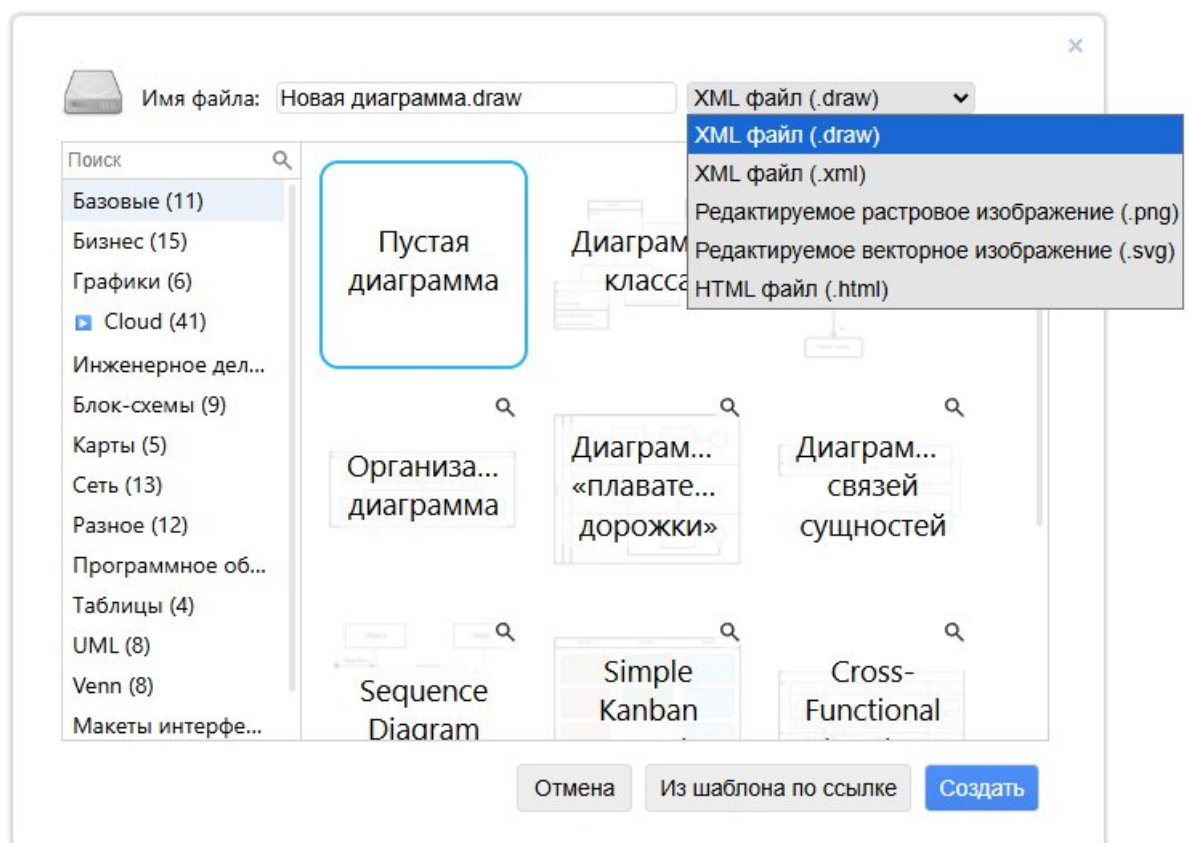 ×
Имя файла: Новая диаграмма.draw XML файл (.draw)
XML файл (.draw)
XML файл (.xml)
Редактируемое растровое изображение (.png)
Редактируемое векторное изображение (.svg)
HTML файл (.html)
Поиск
Базовые (11)
Бизнес (15)
Графики (6)
Cloud (41)
Инженерное дел...
Блок-схемы (9)
Карты (5)
Сеть (13)
Разное (12)
Программное об...
Таблицы (4)
UML (8)
Venn (8)
Макеты интерфе...
Пустая
диаграмма
Диаграм
класса
Организа...
диаграмма
Диаграм...
«плавате...
дорожки»
Диаграм...
связей
сущностей
Sequence
Diagram
Simple
Kanban
Cross-
Functional
Отмена
Из шаблона по ссылке
Создать